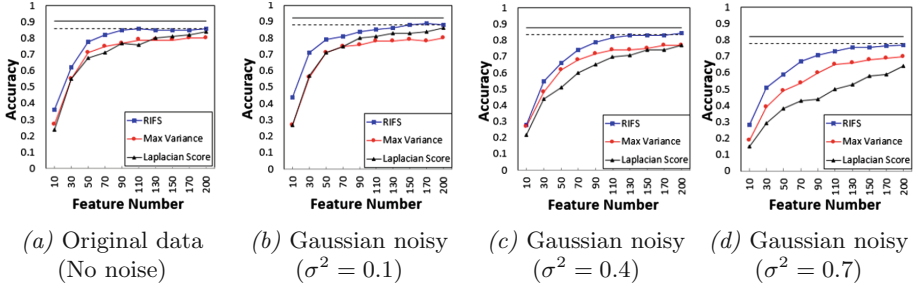 Accuracy
1
0.9
0.8
0.7
0.6
0.5
0.4
0.3
0.2
0.1
0
RIFS
Max Variance
Laplacian Score
10 30 50 70 90 110 130 150 170 200
Feature Number
(a) Original data
(No noise)
Accuracy
1
0.9
0.8
0.7
0.6
0.5
0.4
0.3
0.2
0.1
0
RIFS
Max Variance
Laplacian Score
10 30 50 70 90 110 130 150 170 200
Feature Number
(b) Gaussian noisy
(σ² = 0.1)
Accuracy
1
0.9
0.8
0.7
0.6
0.5
0.4
0.3
0.2
0.1
0
RIFS
Max Variance
Laplacian Score
10 30 50 70 90 110 130 150 170 200
Feature Number
(c) Gaussian noisy
(σ² = 0.4)
Accuracy
1
0.9
0.8
0.7
0.6
0.5
0.4
0.3
0.2
0.1
0
RIFS
Max Variance
Laplacian Score
10 30 50 70 90 110 130 150 170 200
Feature Number
(d) Gaussian noisy
(σ² = 0.7)